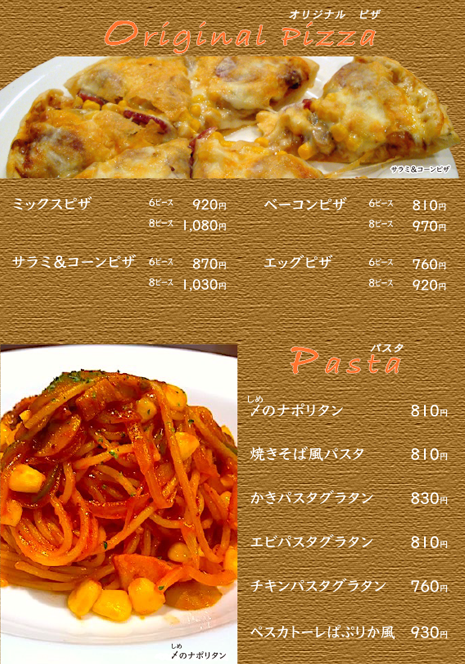 オリジナル ピザ
Original Pizza
サラミ&コーンピザ
ミックスピザ 6ピース 920円
8ピース 1,080円
ベーコンピザ 6ピース 810円
8ピース 970円
サラミ&コーンピザ 6ピース 870円
8ピース 1,030円
エッグピザ 6ピース 760円
8ピース 920円
パスタ
Pasta
しめ
〆のナポリタン 810円
焼きそば風パスタ 810円
かきパスタグラタン 830円
エビパスタグラタン 810円
チキンパスタグラタン 760円
ペスカトーレぱぷりか風 930円
しめ
〆のナポリタン